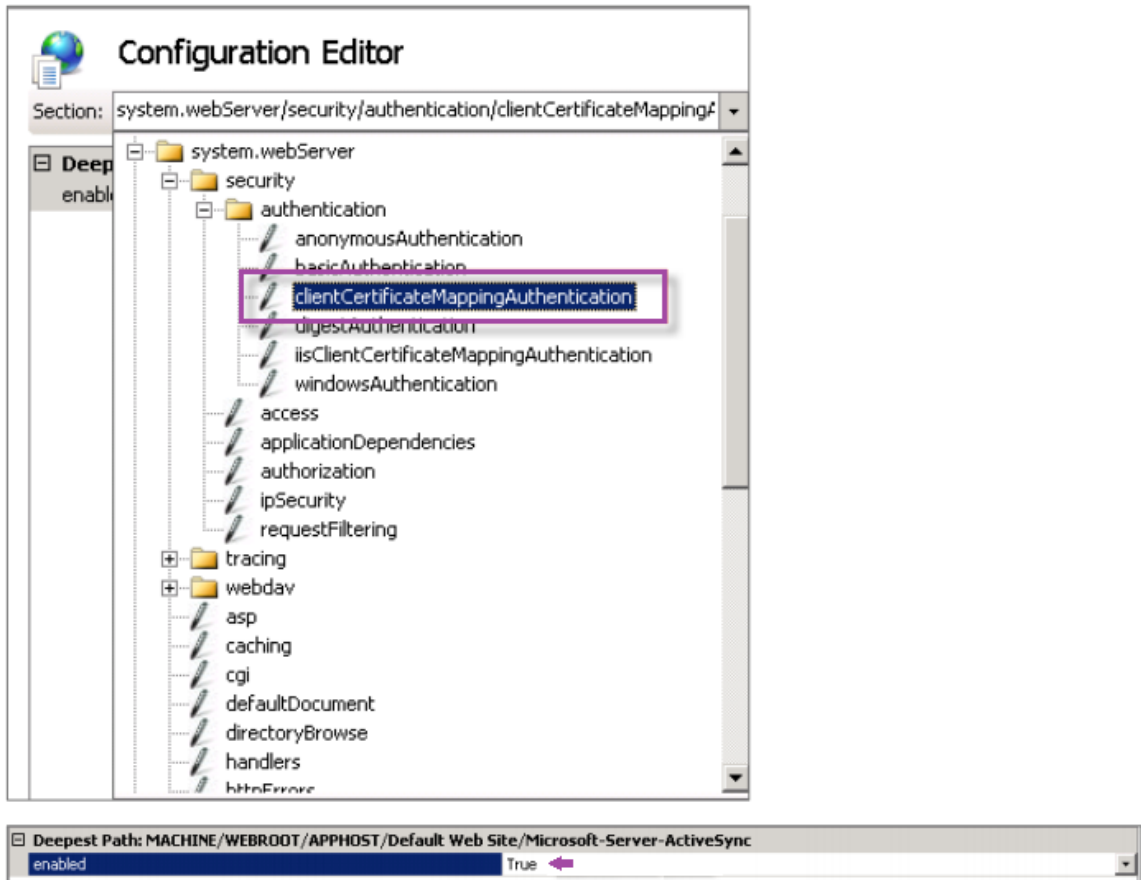 Configuration Editor
Section: system.webServer/security/authentication/clientCertificateMappingA
Deep
enabl
system.webServer
security
authentication
anonymousAuthentication
basicAuthentication
clientCertificateMappingAuthentication
digestAuthentication
iisClientCertificateMappingAuthentication
windowsAuthentication
access
applicationDependencies
authorization
ipSecurity
requestFiltering
tracing
webdav
asp
caching
cgi
defaultDocument
directoryBrowse
handlers
httpErrors
Deepest Path: MACHINE/WEBROOT/APPHOST/Default Web Site/Microsoft-Server-ActiveSync
enabled True